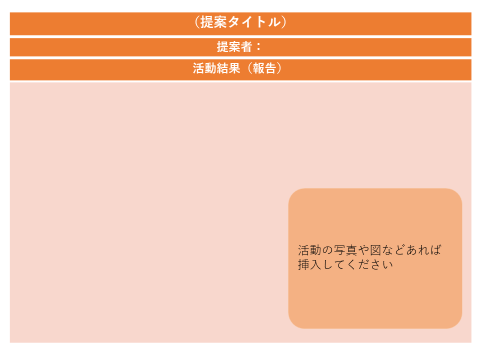 （提案タイトル）
提案者：
活動結果（報告）
活動の写真や図などあれば
挿入してください